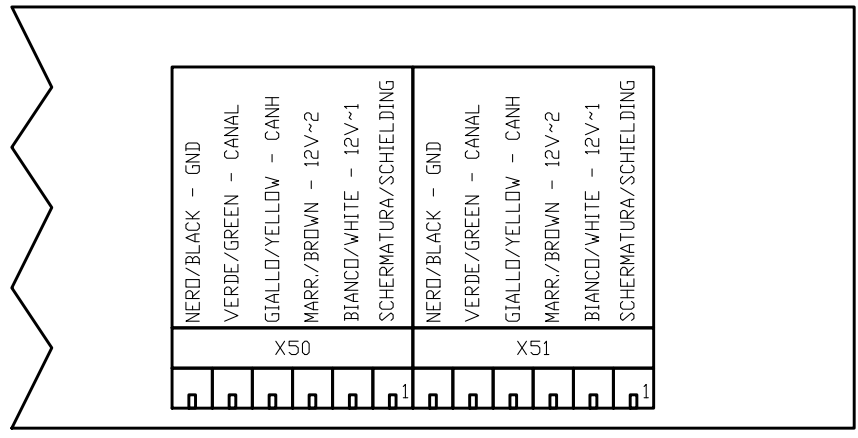 NERO/BLACK - GND
VERDE/GREEN - CANAL
GIALLO/YELLOW - CANH
MARR./BROWN - 12V~2
BIANCO/WHITE - 12V~1
SCHERMATURA/SCHIELDING
NERO/BLACK - GND
VERDE/GREEN - CANAL
GIALLO/YELLOW - CANH
MARR./BROWN - 12V~2
BIANCO/WHITE - 12V~1
SCHERMATURA/SCHIELDING
X50
X51
1
1